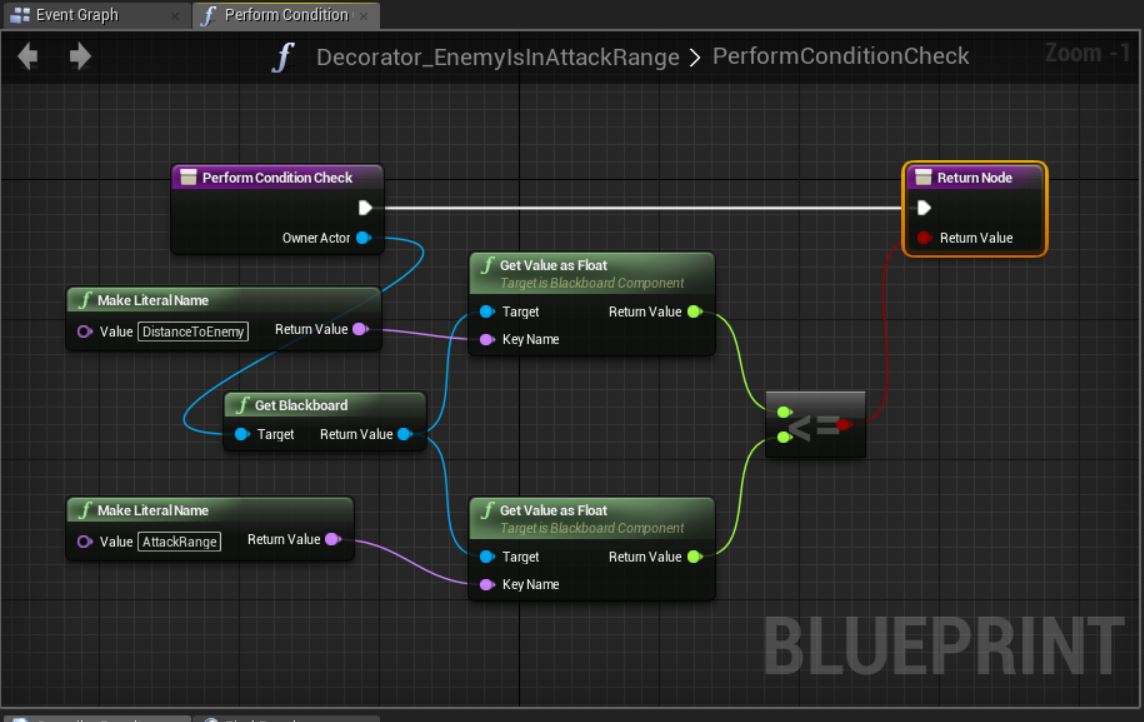 Event Graph
Perform Condition
Decorator_EnemyIsInAttackRange > PerformConditionCheck
Zoom -1
Perform Condition Check
Owner Actor
Return Node
Return Value
Make Literal Name
Value DistanceToEnemy Return Value
Get Value as Float
Target is Blackboard Component
Target Return Value
Key Name
Get Blackboard
Target Return Value
<=
Make Literal Name
Value AttackRange Return Value
Get Value as Float
Target is Blackboard Component
Target Return Value
Key Name
BLUEPRINT